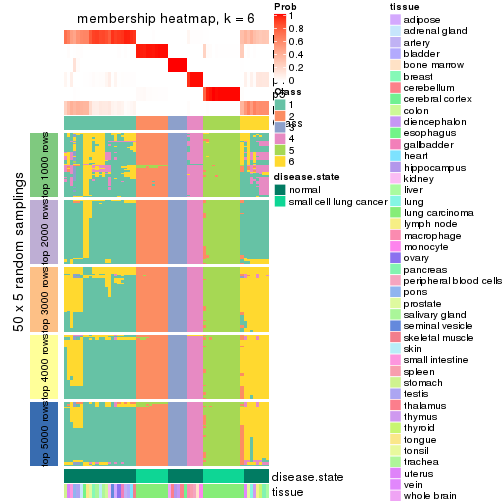 membership heatmap, k = 6
50 x 5 random samplings
top 1000 rows
top 2000 rows
top 3000 rows
top 4000 rows
top 5000 rows
disease.state
tissue
Prob
1
0.8
0.6
0.4
0.2
0
Class
1
2
3
4
5
6
disease.state
normal
small cell lung cancer
tissue
adipose
adrenal gland
artery
bladder
bone marrow
breast
cerebellum
cerebral cortex
colon
diencephalon
esophagus
gallbladder
heart
hippocampus
kidney
liver
lung
lung carcinoma
lymph node
macrophage
monocyte
ovary
pancreas
peripheral blood cells
pons
prostate
salivary gland
seminal vesicle
skeletal muscle
skin
small intestine
spleen
stomach
testis
thalamus
thymus
thyroid
tongue
tonsil
trachea
uterus
vein
whole brain